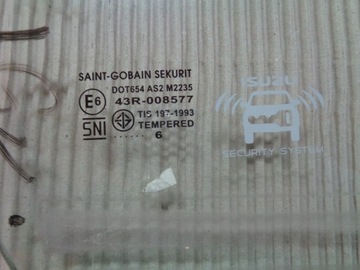 SAINT-GOBAIN SEKURIT
DOT654 AS2 M2235
E6 43R-008577
SNI TIS 197-1993
TEMPERED
6
ISUZU
SECURITY SYSTEM